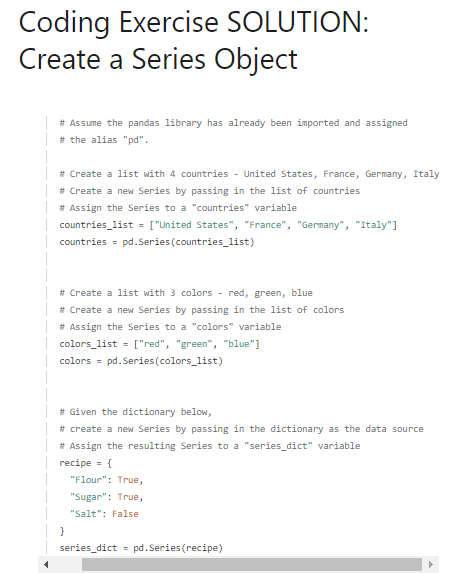 Coding Exercise SOLUTION:
Create a Series Object
# Assume the pandas library has already been imported and assigned
# the alias "pd".
# Create a list with 4 countries - United States, France, Germany, Italy
# Create a new Series by passing in the list of countries
# Assign the Series to a "countries" variable
countries_list = ["United States", "France", "Germany", "Italy"]
countries = pd.Series(countries_list)
# Create a list with 3 colors - red, green, blue
# Create a new Series by passing in the list of colors
# Assign the Series to a "colors" variable
colors_list = ["red", "green", "blue"]
colors = pd.Series(colors_list)
# Given the dictionary below,
# create a new Series by passing in the dictionary as the data source
# Assign the resulting Series to a "series_dict" variable
recipe = {
  "Flour": True,
  "Sugar": True,
  "Salt": False
}
series_dict = pd.Series(recipe)